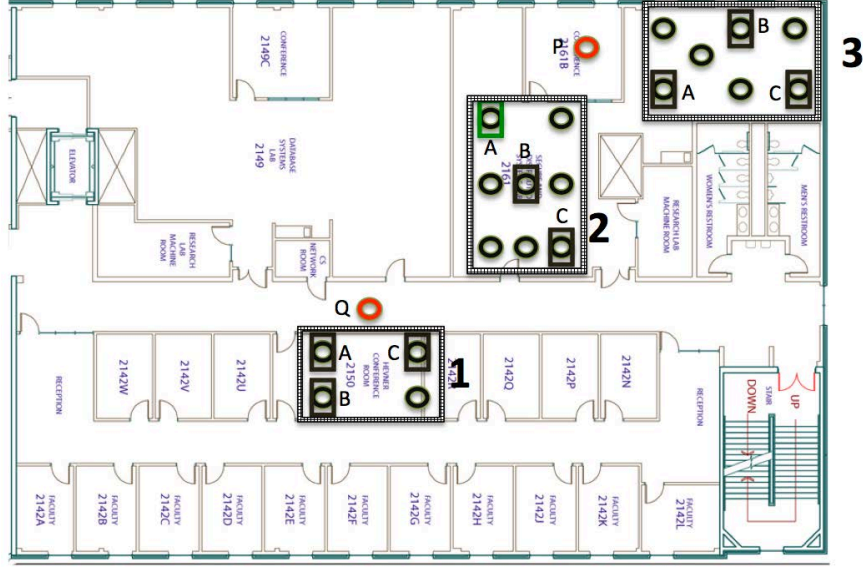 CONFERENCE
2149C
P
CONFERENCE
2161B
B
A
C
3
ELEVATOR
DATABASE
SYSTEMS
LAB
2149
A
B
2161
C
2
WOMEN'S RESTROOM
MEN'S RESTROOM
RESEARCH
LAB
MACHINE
ROOM
CS
NETWORK
ROOM
RESEARCH LAB
MACHINE ROOM
Q
A
B
C
1
HEVNER
CONFERENCE
ROOM
2150
RECEPTION
2142W
2142V
2142U
2142Q
2142P
2142N
RECEPTION
DOWN
STAIR
UP
FACULTY
2142A
FACULTY
2142B
FACULTY
2142C
FACULTY
2142D
FACULTY
2142E
FACULTY
2142F
FACULTY
2142G
FACULTY
2142H
FACULTY
2142J
FACULTY
2142K
FACULTY
2142L